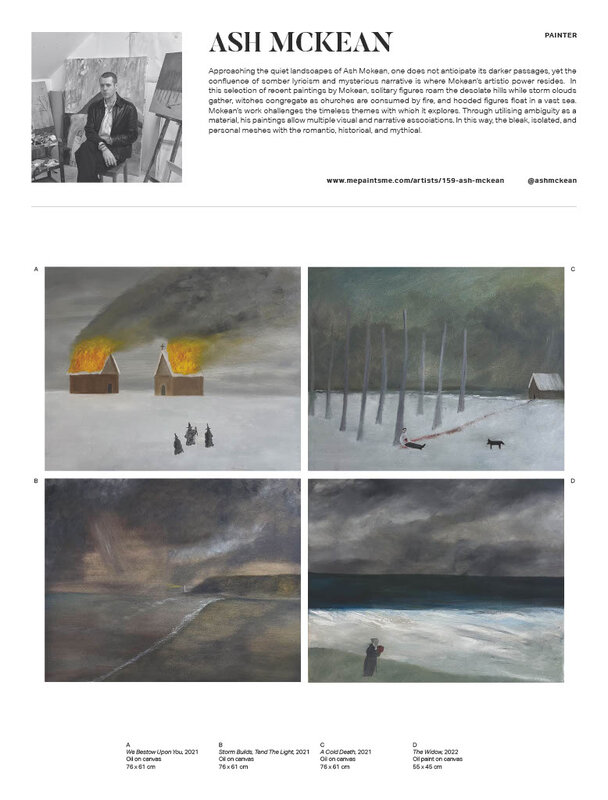 ASH MCKEAN
PAINTER
Approaching the quiet landscapes of Ash Mckean, one does not anticipate its darker passages, yet the
confluence of somber lyricism and mysterious narrative is where Mckean's artistic power resides. In
this selection of recent paintings by Mckean, solitary figures roam the desolate hills while storm clouds
gather, witches congregate as churches are consumed by fire, and hooded figures float in a vast sea.
Mckean's work challenges the timeless themes with which it explores. Through utilising ambiguity as a
material, his paintings allow multiple visual and narrative associations. In this way, the bleak, isolated, and
personal meshes with the romantic, historical, and mythical.
www.mepaintsme.com/artists/159-ash-mckean @ashmckean
A
C
B
D
A
We Bestow Upon You, 2021
Oil on canvas
76 x 61 cm
B
Storm Builds, Tend The Light, 2021
Oil on canvas
76 x 61 cm
C
A Cold Death, 2021
Oil on canvas
76 x 61 cm
D
The Widow, 2022
Oil paint on canvas
55 x 45 cm